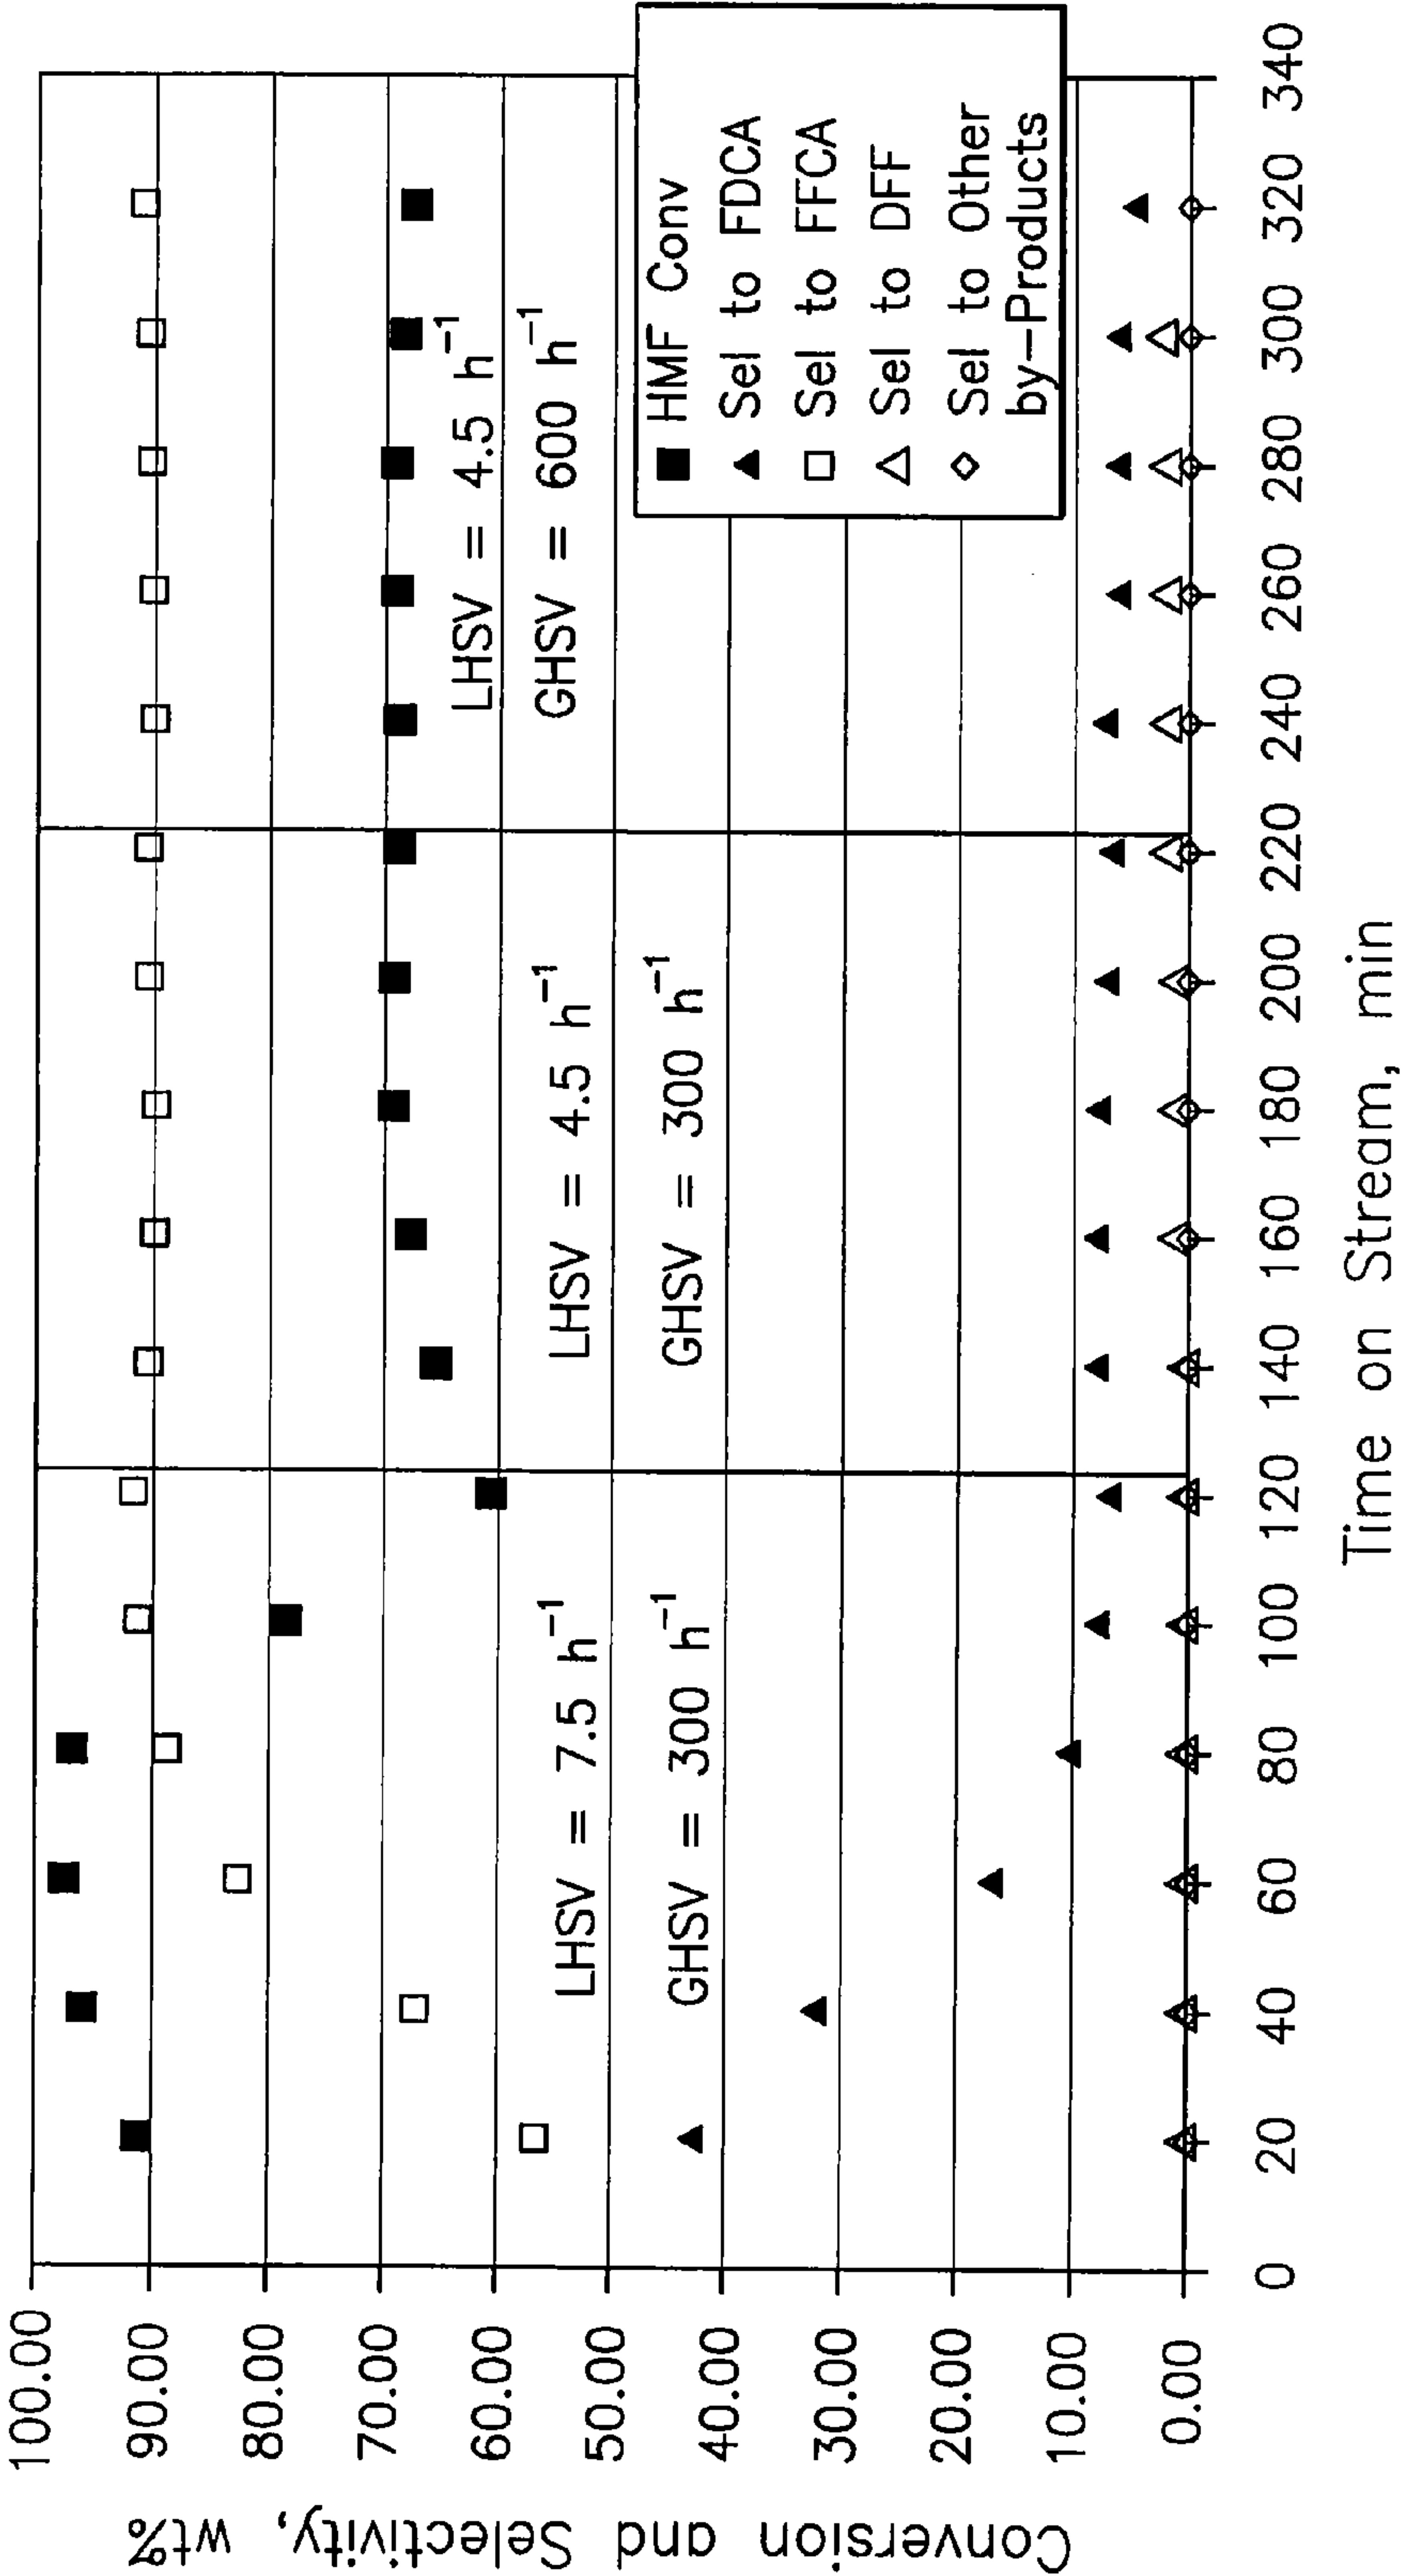 Conversion and Selectivity, wt%
100.00
90.00
80.00
70.00
60.00
50.00
40.00
30.00
20.00
10.00
0.00
LHSV = 7.5 h⁻¹
GHSV = 300 h⁻¹
LHSV = 4.5 h⁻¹
GHSV = 300 h⁻¹
LHSV = 4.5 h⁻¹
GHSV = 600 h⁻¹
HMF Conv
Sel to FDCA
Sel to FFCA
Sel to DFF
Sel to Other
by-Products
0 20 40 60 80 100 120 140 160 180 200 220 240 260 280 300 320 340
Time on Stream, min